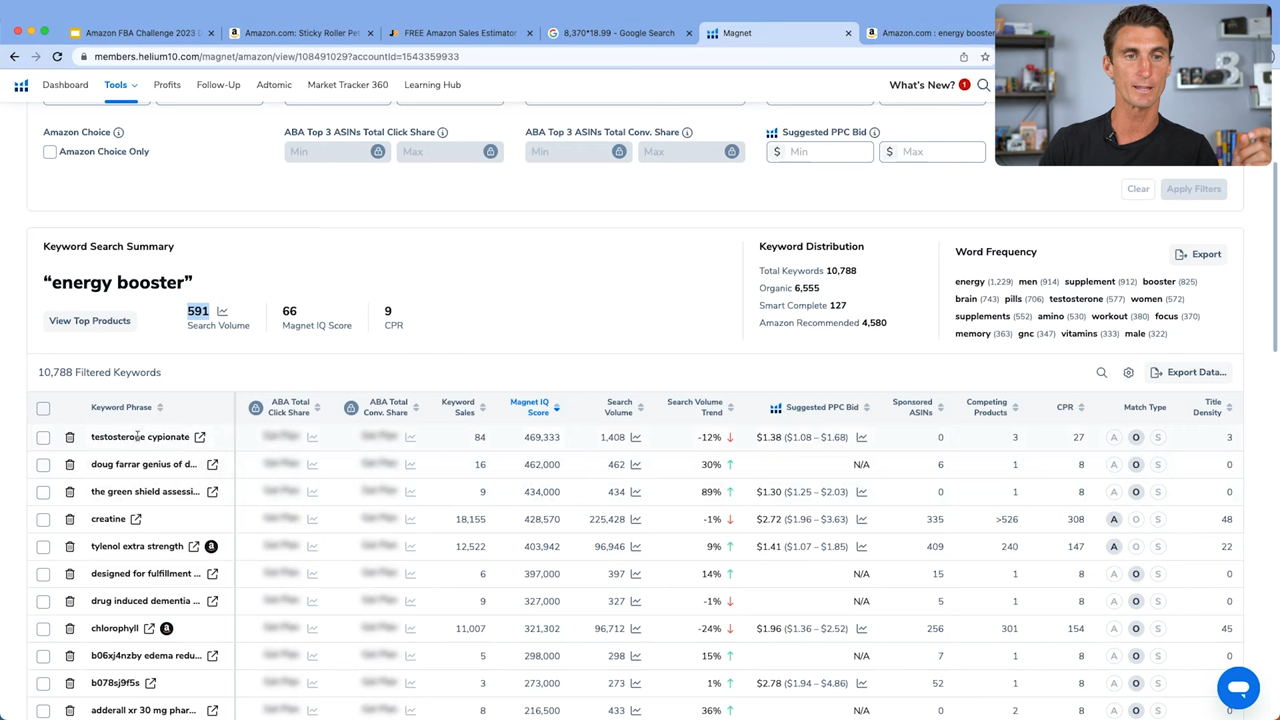 Amazon FBA Challenge 2023 D
Amazon.com: Sticky Roller Pet
FREE Amazon Sales Estimator
8,370*18.99 - Google Search
Magnet
Amazon.com : energy booster
members.helium10.com/magnet/amazon/view/108491029?accountId=1543359933
Dashboard Tools Profits Follow-Up Adtomic Market Trader 360 Learning Hub What's New? 1
Amazon Choice
ABA Top 3 ASINs Total Click Share
ABA Top 3 ASINs Total Conv. Share
Suggested PPC Bid
Amazon Choice Only
Min Max Min Max $ Min $ Max
Clear Apply Filters
Keyword Search Summary
"energy booster"
View Top Products
591
Search Volume
66
Magnet IQ Score
9
CPR
Keyword Distribution
Total Keywords 10,788
Organic 6,555
Smart Complete 127
Amazon Recommended 4,580
Word Frequency
Export
energy (1,229) men (914) supplement (912) booster (825)
brain (743) pills (706) testosterone (577) women (572)
supplements (552) amino (530) workout (380) focus (370)
memory (363) gnc (347) vitamins (333) male (322)
10,788 Filtered Keywords
Export Data...
Keyword Phrase
ABA Total
Click Share
ABA Total
Conv. Share
Keyword
Sales
Magnet IQ
Score
Search
Volume
Search Volume
Trend
Suggested PPC Bid
Sponsored
ASINs
Competing
Products
CPR
Match Type
Title
Density
testosterone cypionate 84 469,333 1,408 -12% $1.38 ($1.08 – $1.68) 0 3 27 A O S 3
doug farrar genius of d... 16 462,000 462 30% N/A 6 1 8 A O S 0
the green shield assessi... 9 434,000 434 89% $1.30 ($1.25 – $2.03) 0 1 8 A O S 0
creatine 18,155 428,570 225,428 -1% $2.72 ($1.96 – $3.63) 335 >526 308 A O S 48
tylenol extra strength 12,522 403,942 96,946 9% $1.41 ($1.07 – $1.85) 409 240 147 A O S 22
designed for fulfillment ... 6 397,000 397 14% N/A 15 1 8 A O S 0
drug induced dementia ... 9 327,000 327 -1% N/A 5 1 8 A O S 0
chlorophyll 11,007 321,302 96,712 -24% $1.96 ($1.36 – $2.52) 256 301 154 A O S 45
b06xj4nzby edema redu... 5 298,000 298 15% N/A 7 1 8 A O S 0
b078sj9f5s 3 273,000 273 1% $2.78 ($1.94 – $4.86) 52 1 8 A O S 0
adderall xr 30 mg phar... 8 216,500 433 36% N/A 0 2 8 A O S 0